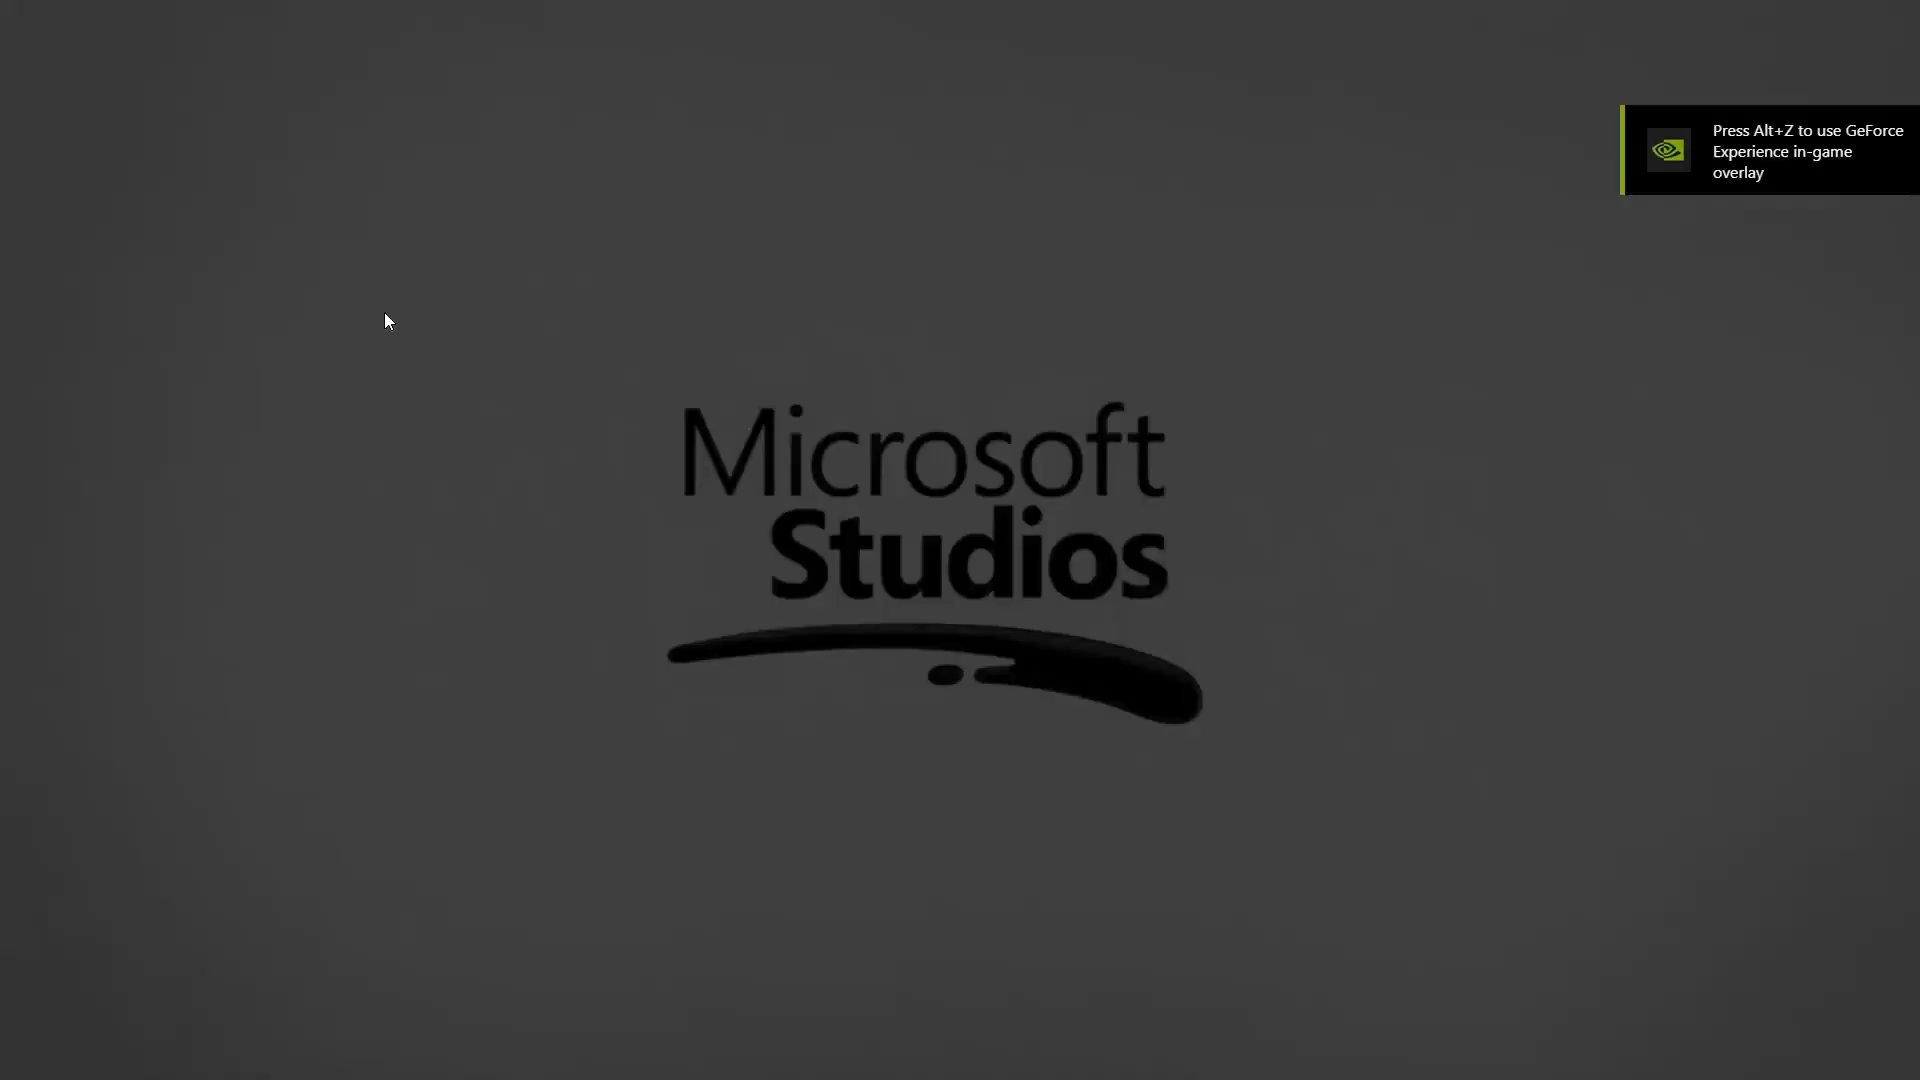 Press Alt+Z to use GeForce
Experience in-game
overlay
Microsoft
Studios